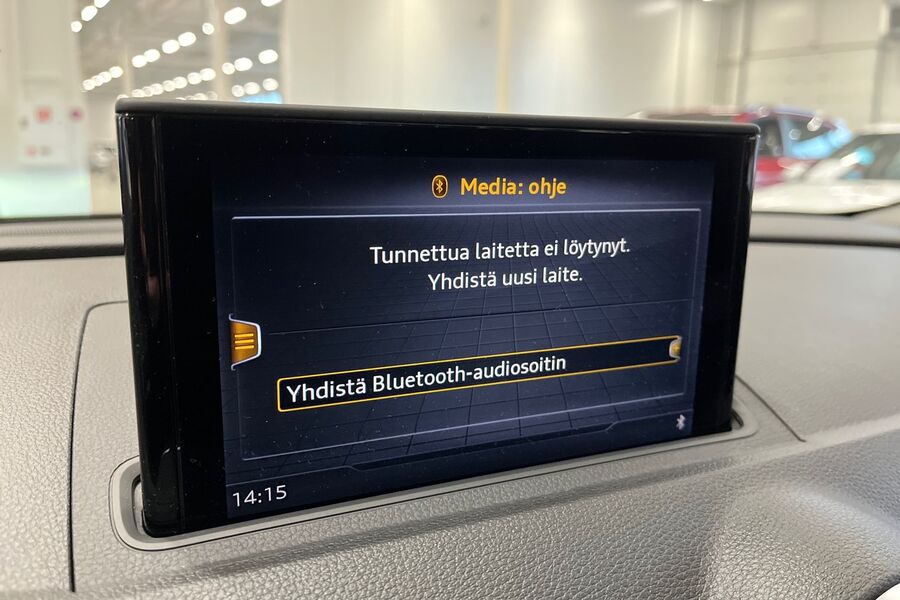 Media: ohje
Tunnettua laitetta ei löytynyt.
Yhdistä uusi laite.
Yhdistä Bluetooth-audiosoitin
14:15